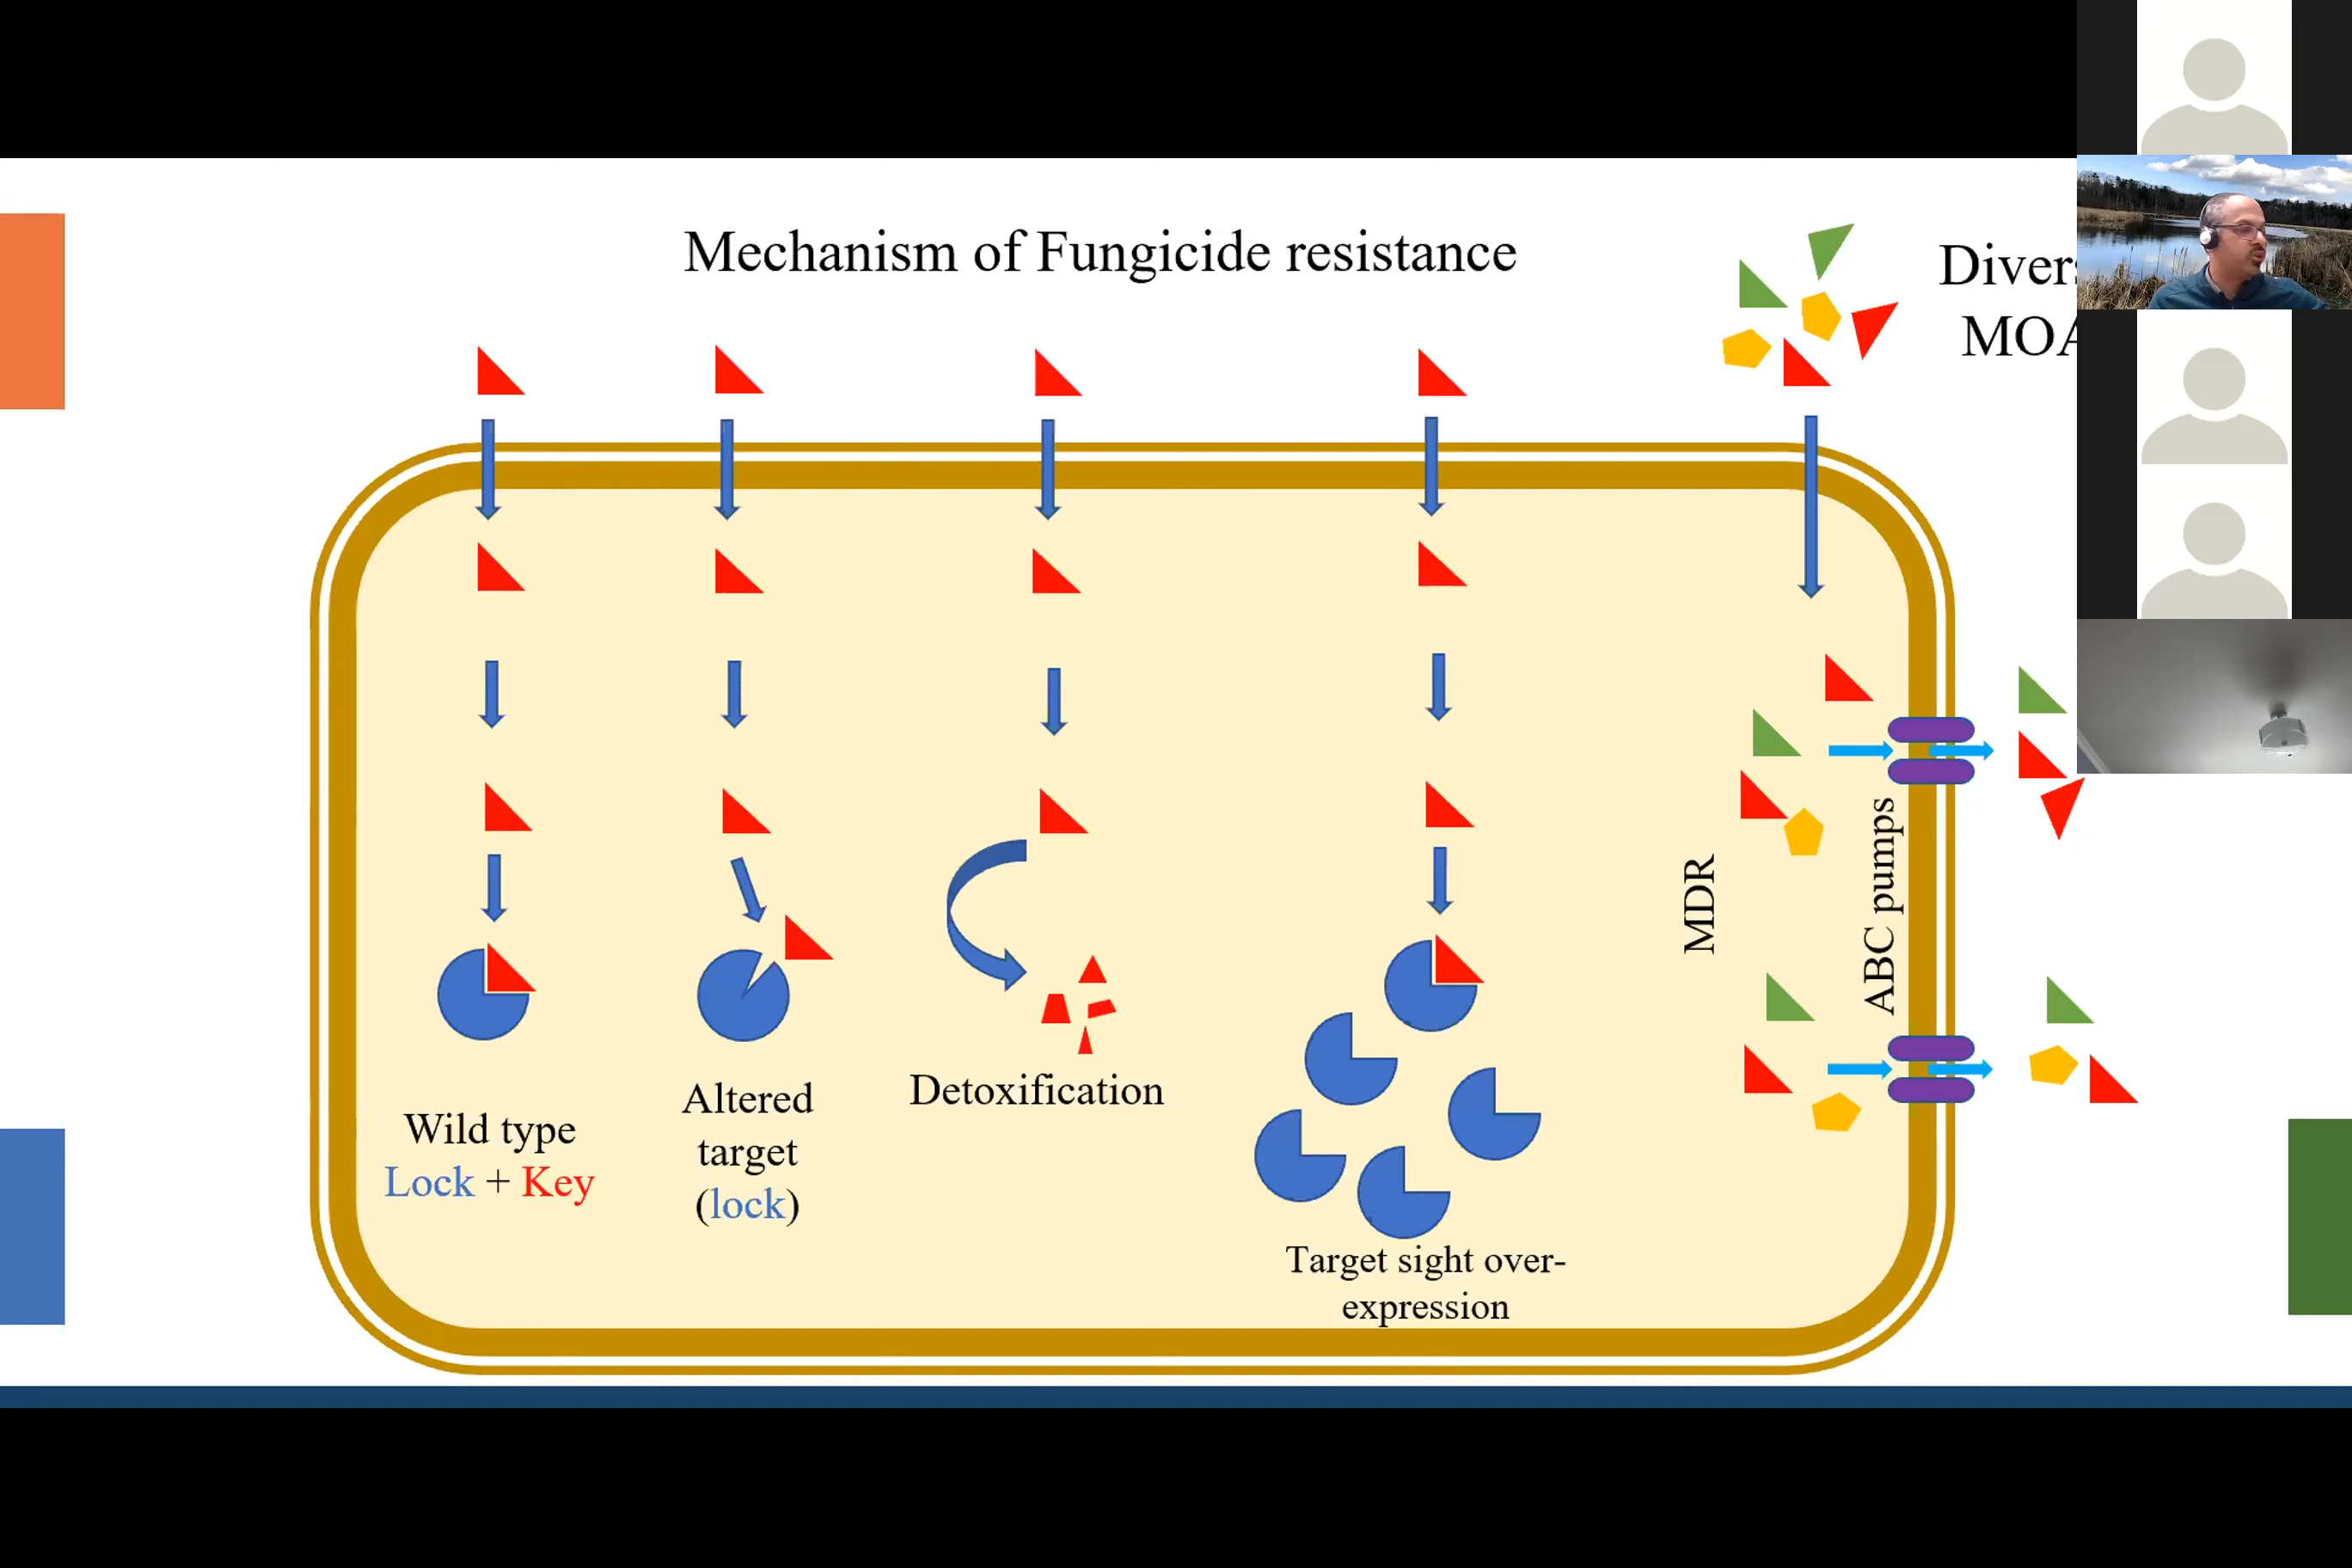 Mechanism of Fungicide resistance
MOA
Wild type
Lock + Key
Altered
target
(lock)
Detoxification
Target sight over-
expression
MDR
ABC pumps